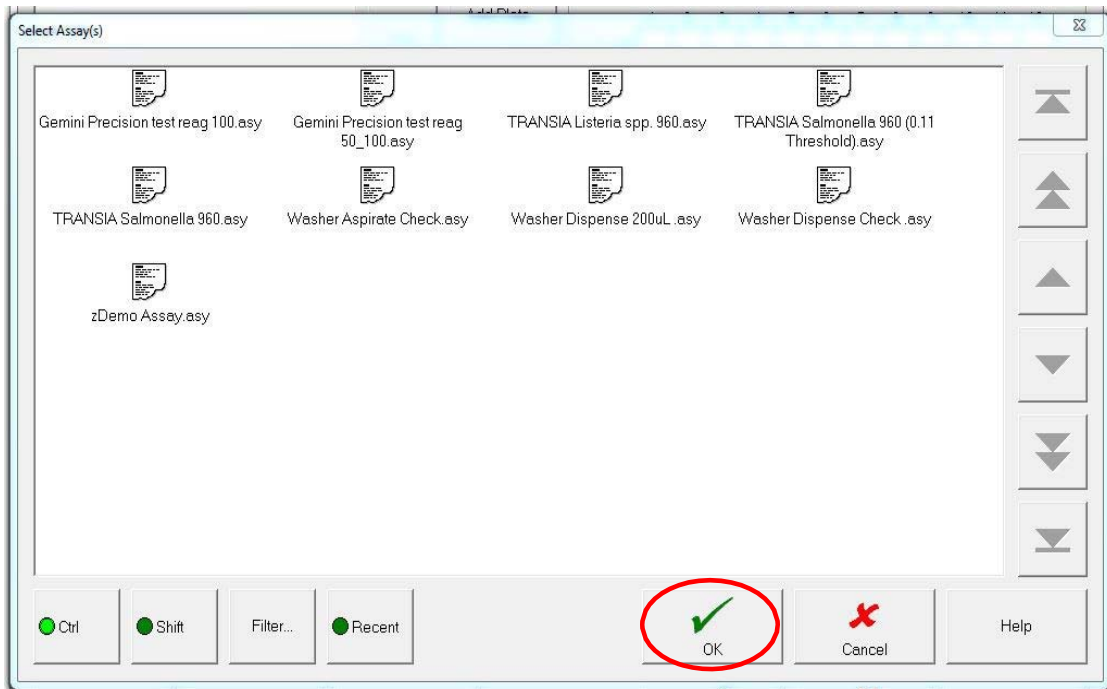 Add Plate
Select Assay(s)
Gemini Precision test reag 100.asy
Gemini Precision test reag
50_100.asy
TRANSIA Listeria spp. 960.asy
TRANSIA Salmonella 960 (0.11
Threshold).asy
TRANSIA Salmonella 960.asy
Washer Aspirate Check.asy
Washer Dispense 200uL .asy
Washer Dispense Check .asy
zDemo Assay.asy
Ctrl
Shift
Filter...
Recent
OK
Cancel
Help